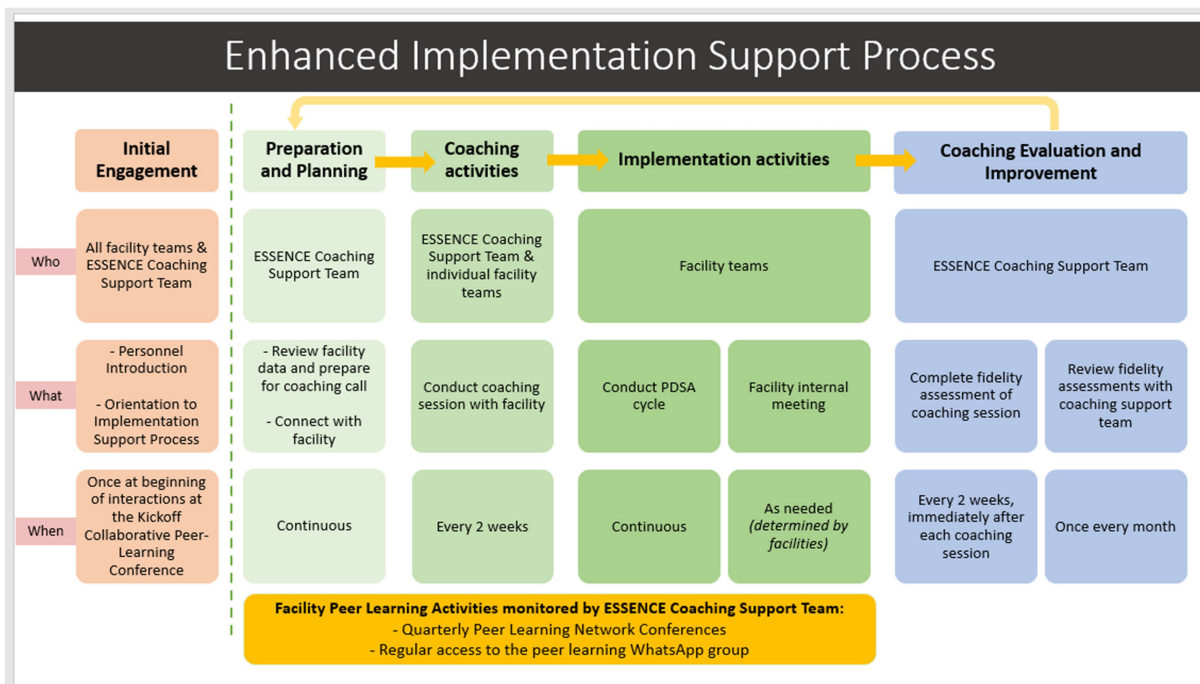 Enhanced Implementation Support Process
Initial
Engagement
Preparation
and Planning
Coaching
activities
Implementation activities
Coaching Evaluation and
Improvement
Who
All facility teams &
ESSENCE Coaching
Support Team
ESSENCE Coaching
Support Team
ESSENCE Coaching
Support Team &
individual facility
teams
Facility teams
ESSENCE Coaching Support Team
What
- Personnel
Introduction
- Orientation to
Implementation
Support Process
- Review facility
data and prepare
for coaching call
- Connect with
facility
Conduct coaching
session with facility
Conduct PDSA
cycle
Facility internal
meeting
Complete fidelity
assessment of
coaching session
Review fidelity
assessments with
coaching support
team
When
Once at beginning
of interactions at
the Kickoff
Collaborative Peer-
Learning
Conference
Continuous
Every 2 weeks
Continuous
As needed
(determined by
facilities)
Every 2 weeks,
immediately after
each coaching
session
Once every month
Facility Peer Learning Activities monitored by ESSENCE Coaching Support Team:
- Quarterly Peer Learning Network Conferences
- Regular access to the peer learning WhatsApp group